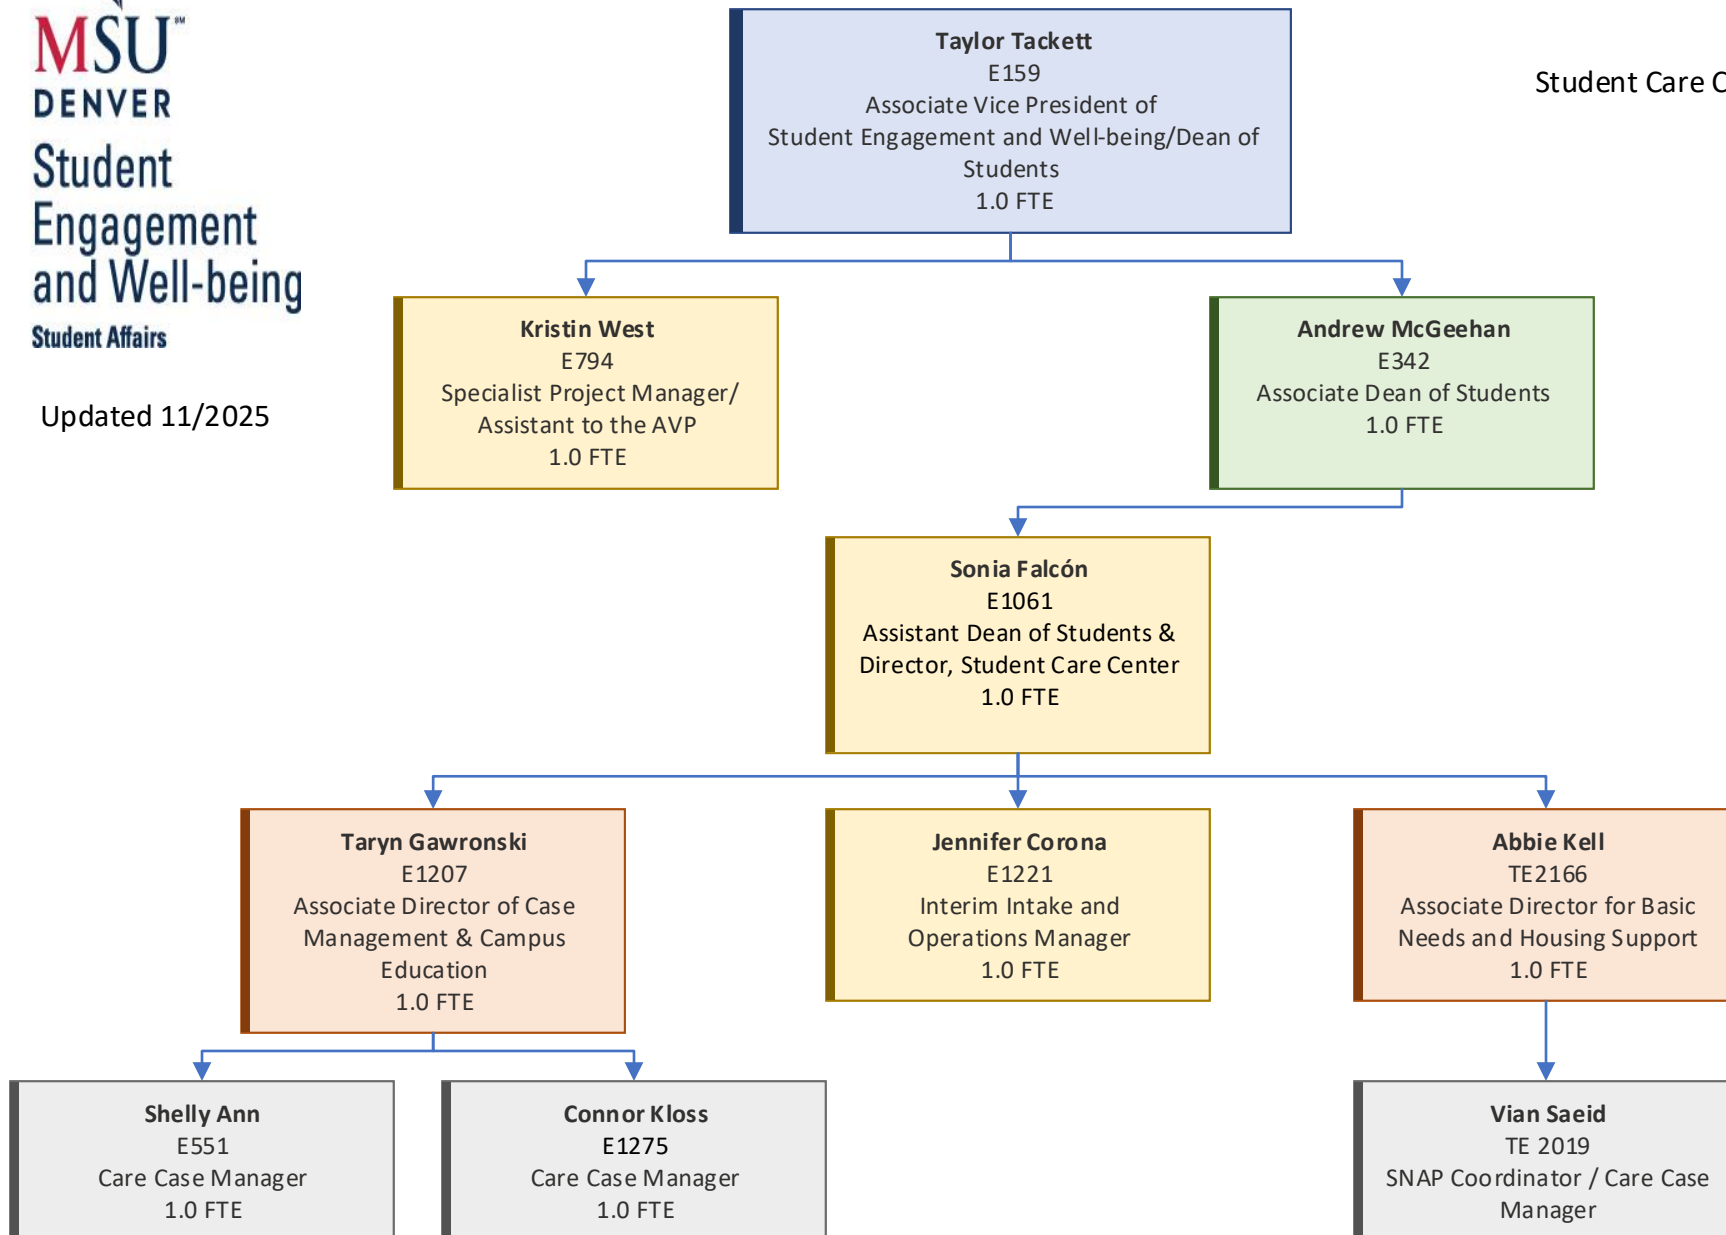 MSU℠
DENVER
Student
Engagement
and Well-being
Student Affairs
Updated 11/2025
Student Care C
Taylor Tackett
E159
Associate Vice President of
Student Engagement and Well-being/Dean of
Students
1.0 FTE
Kristin West
E794
Specialist Project Manager/
Assistant to the AVP
1.0 FTE
Andrew McGeehan
E342
Associate Dean of Students
1.0 FTE
Sonia Falcón
E1061
Assistant Dean of Students &
Director, Student Care Center
1.0 FTE
Taryn Gawronski
E1207
Associate Director of Case
Management & Campus
Education
1.0 FTE
Jennifer Corona
E1221
Interim Intake and
Operations Manager
1.0 FTE
Abbie Kell
TE2166
Associate Director for Basic
Needs and Housing Support
1.0 FTE
Shelly Ann
E551
Care Case Manager
1.0 FTE
Connor Kloss
E1275
Care Case Manager
1.0 FTE
Vian Saeid
TE 2019
SNAP Coordinator / Care Case
Manager